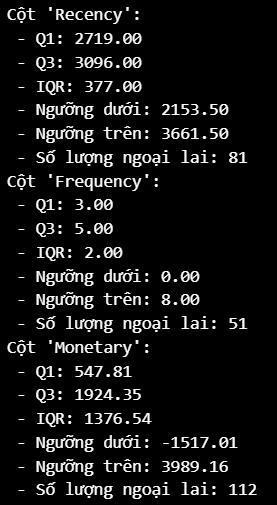 Cột 'Recency':
 - Q1: 2719.00
 - Q3: 3096.00
 - IQR: 377.00
 - Ngưỡng dưới: 2153.50
 - Ngưỡng trên: 3661.50
 - Số lượng ngoại lai: 81
Cột 'Frequency':
 - Q1: 3.00
 - Q3: 5.00
 - IQR: 2.00
 - Ngưỡng dưới: 0.00
 - Ngưỡng trên: 8.00
 - Số lượng ngoại lai: 51
Cột 'Monetary':
 - Q1: 547.81
 - Q3: 1924.35
 - IQR: 1376.54
 - Ngưỡng dưới: -1517.01
 - Ngưỡng trên: 3989.16
 - Số lượng ngoại lai: 112